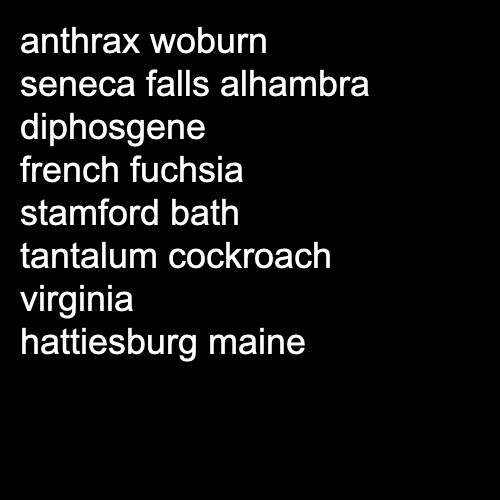 anthrax woburn
seneca falls alhambra
diphosgene
french fuchsia
stamford bath
tantalum cockroach
virginia
hattiesburg maine